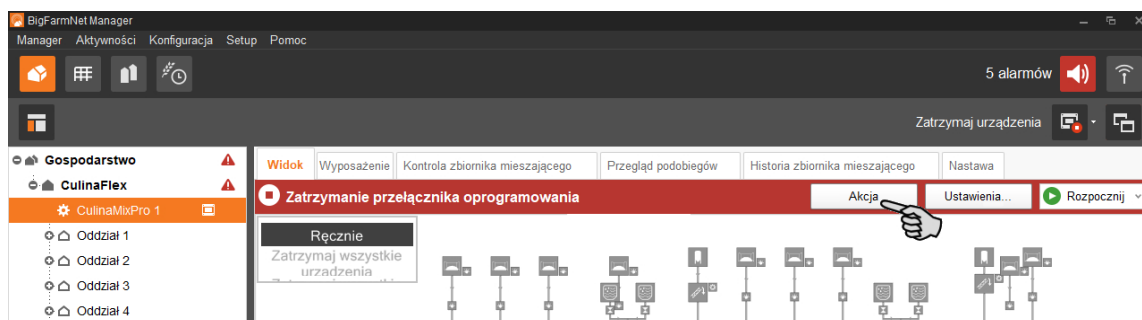 BigFarmNet Manager
Manager Aktywności Konfiguracja Setup Pomoc
5 alarmów
Zatrzymaj urządzenia
Gospodarstwo
CulinaFlex
CulinaMixPro 1
Oddział 1
Oddział 2
Oddział 3
Oddział 4
Widok Wyposażenie Kontrola zbiornika mieszającego Przegląd podobiegów Historia zbiornika mieszającego Nastawa
Zatrzymanie przełącznika oprogramowania Akcja Ustawienia... Rozpocznij
Ręcznie
Zatrzymaj wszystkie
urządzenia